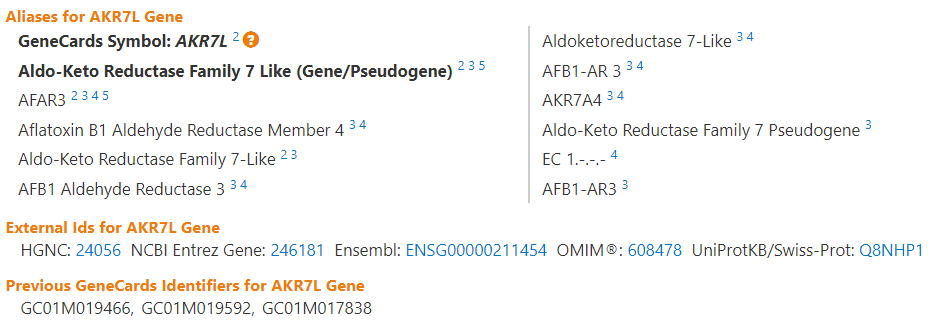 Aliases for AKR7L Gene
GeneCards Symbol: AKR7L 2 ?
Aldo-Keto Reductase Family 7 Like (Gene/Pseudogene) 2 3 5
AFAR3 2 3 4 5
Aflatoxin B1 Aldehyde Reductase Member 4 3 4
Aldo-Keto Reductase Family 7-Like 2 3
AFB1 Aldehyde Reductase 3 3 4
Aldoketoreductase 7-Like 3 4
AFB1-AR 3 3 4
AKR7A4 3 4
Aldo-Keto Reductase Family 7 Pseudogene 3
EC 1.-.-.- 4
AFB1-AR3 3
External Ids for AKR7L Gene
HGNC: 24056 NCBI Entrez Gene: 246181 Ensembl: ENSG00000211454 OMIM®: 608478 UniProtKB/Swiss-Prot: Q8NHP1
Previous GeneCards Identifiers for AKR7L Gene
GC01M019466, GC01M019592, GC01M017838